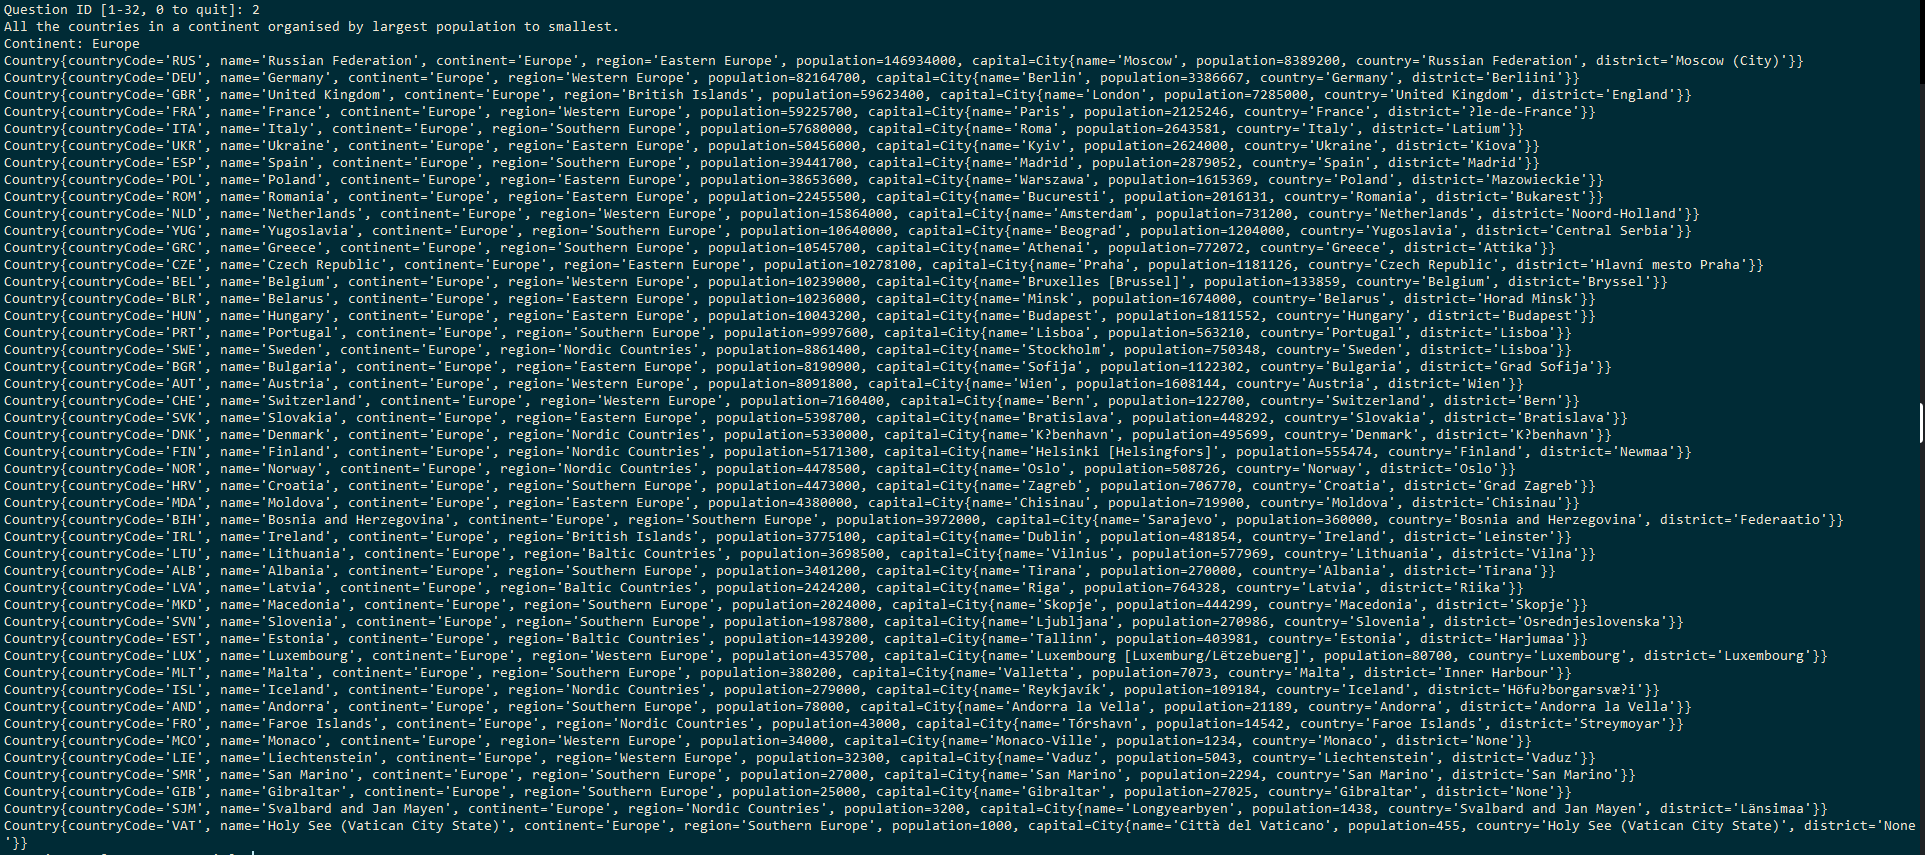 Question ID [1-32, 0 to quit]: 2
All the countries in a continent organised by largest population to smallest.
Continent: Europe
Country{countryCode='RUS', name='Russian Federation', continent='Europe', region='Eastern Europe', population=146934000, capital=City{name='Moscow', population=8389200, country='Russian Federation', district='Moscow (City)'}}
Country{countryCode='DEU', name='Germany', continent='Europe', region='Western Europe', population=82164700, capital=City{name='Berlin', population=3386667, country='Germany', district='Berliini'}}
Country{countryCode='GBR', name='United Kingdom', continent='Europe', region='British Islands', population=59623400, capital=City{name='London', population=7285000, country='United Kingdom', district='England'}}
Country{countryCode='FRA', name='France', continent='Europe', region='Western Europe', population=59225700, capital=City{name='Paris', population=2125246, country='France', district='?le-de-France'}}
Country{countryCode='ITA', name='Italy', continent='Europe', region='Southern Europe', population=57680000, capital=City{name='Roma', population=2643581, country='Italy', district='Latium'}}
Country{countryCode='UKR', name='Ukraine', continent='Europe', region='Eastern Europe', population=50456000, capital=City{name='Kyiv', population=2624000, country='Ukraine', district='Kiova'}}
Country{countryCode='ESP', name='Spain', continent='Europe', region='Southern Europe', population=39441700, capital=City{name='Madrid', population=2879052, country='Spain', district='Madrid'}}
Country{countryCode='POL', name='Poland', continent='Europe', region='Eastern Europe', population=38653600, capital=City{name='Warszawa', population=1615369, country='Poland', district='Mazowieckie'}}
Country{countryCode='ROM', name='Romania', continent='Europe', region='Eastern Europe', population=22455500, capital=City{name='Bucuresti', population=2016131, country='Romania', district='Bukarest'}}
Country{countryCode='NLD', name='Netherlands', continent='Europe', region='Western Europe', population=15864000, capital=City{name='Amsterdam', population=731200, country='Netherlands', district='Noord-Holland'}}
Country{countryCode='YUG', name='Yugoslavia', continent='Europe', region='Southern Europe', population=10640000, capital=City{name='Beograd', population=1204000, country='Yugoslavia', district='Central Serbia'}}
Country{countryCode='GRC', name='Greece', continent='Europe', region='Southern Europe', population=10545700, capital=City{name='Athenai', population=772072, country='Greece', district='Attika'}}
Country{countryCode='CZE', name='Czech Republic', continent='Europe', region='Eastern Europe', population=10278100, capital=City{name='Praha', population=1181126, country='Czech Republic', district='Hlavní mesto Praha'}}
Country{countryCode='BEL', name='Belgium', continent='Europe', region='Western Europe', population=10239000, capital=City{name='Bruxelles [Brussel]', population=133859, country='Belgium', district='Bryssel'}}
Country{countryCode='BLR', name='Belarus', continent='Europe', region='Eastern Europe', population=10236000, capital=City{name='Minsk', population=1674000, country='Belarus', district='Horad Minsk'}}
Country{countryCode='HUN', name='Hungary', continent='Europe', region='Eastern Europe', population=10043200, capital=City{name='Budapest', population=1811552, country='Hungary', district='Budapest'}}
Country{countryCode='PRT', name='Portugal', continent='Europe', region='Southern Europe', population=9997600, capital=City{name='Lisboa', population=563210, country='Portugal', district='Lisboa'}}
Country{countryCode='SWE', name='Sweden', continent='Europe', region='Nordic Countries', population=8861400, capital=City{name='Stockholm', population=750348, country='Sweden', district='Lisboa'}}
Country{countryCode='BGR', name='Bulgaria', continent='Europe', region='Eastern Europe', population=8190900, capital=City{name='Sofija', population=1122302, country='Bulgaria', district='Grad Sofija'}}
Country{countryCode='AUT', name='Austria', continent='Europe', region='Western Europe', population=8091800, capital=City{name='Wien', population=1608144, country='Austria', district='Wien'}}
Country{countryCode='CHE', name='Switzerland', continent='Europe', region='Western Europe', population=7160400, capital=City{name='Bern', population=122700, country='Switzerland', district='Bern'}}
Country{countryCode='SVK', name='Slovakia', continent='Europe', region='Eastern Europe', population=5398700, capital=City{name='Bratislava', population=448292, country='Slovakia', district='Bratislava'}}
Country{countryCode='DNK', name='Denmark', continent='Europe', region='Nordic Countries', population=5330000, capital=City{name='K?benhavn', population=495699, country='Denmark', district='K?benhavn'}}
Country{countryCode='FIN', name='Finland', continent='Europe', region='Nordic Countries', population=5171300, capital=City{name='Helsinki [Helsingfors]', population=555474, country='Finland', district='Newmaa'}}
Country{countryCode='NOR', name='Norway', continent='Europe', region='Nordic Countries', population=4478500, capital=City{name='Oslo', population=508726, country='Norway', district='Oslo'}}
Country{countryCode='HRV', name='Croatia', continent='Europe', region='Southern Europe', population=4473000, capital=City{name='Zagreb', population=706770, country='Croatia', district='Grad Zagreb'}}
Country{countryCode='MDA', name='Moldova', continent='Europe', region='Eastern Europe', population=4380000, capital=City{name='Chisinau', population=719900, country='Moldova', district='Chisinau'}}
Country{countryCode='BIH', name='Bosnia and Herzegovina', continent='Europe', region='Southern Europe', population=3972000, capital=City{name='Sarajevo', population=360000, country='Bosnia and Herzegovina', district='Federaatio'}}
Country{countryCode='IRL', name='Ireland', continent='Europe', region='British Islands', population=3775100, capital=City{name='Dublin', population=481854, country='Ireland', district='Leinster'}}
Country{countryCode='LTU', name='Lithuania', continent='Europe', region='Baltic Countries', population=3698500, capital=City{name='Vilnius', population=577969, country='Lithuania', district='Vilna'}}
Country{countryCode='ALB', name='Albania', continent='Europe', region='Southern Europe', population=3401200, capital=City{name='Tirana', population=270000, country='Albania', district='Tirana'}}
Country{countryCode='LVA', name='Latvia', continent='Europe', region='Baltic Countries', population=2424200, capital=City{name='Riga', population=764328, country='Latvia', district='Riika'}}
Country{countryCode='MKD', name='Macedonia', continent='Europe', region='Southern Europe', population=2024000, capital=City{name='Skopje', population=444299, country='Macedonia', district='Skopje'}}
Country{countryCode='SVN', name='Slovenia', continent='Europe', region='Southern Europe', population=1987800, capital=City{name='Ljubljana', population=270986, country='Slovenia', district='Osrednjeslovenska'}}
Country{countryCode='EST', name='Estonia', continent='Europe', region='Baltic Countries', population=1439200, capital=City{name='Tallinn', population=403981, country='Estonia', district='Harjumaa'}}
Country{countryCode='LUX', name='Luxembourg', continent='Europe', region='Western Europe', population=435700, capital=City{name='Luxembourg [Luxemburg/Lëtzebuerg]', population=80700, country='Luxembourg', district='Luxembourg'}}
Country{countryCode='MLT', name='Malta', continent='Europe', region='Southern Europe', population=380200, capital=City{name='Valletta', population=7073, country='Malta', district='Inner Harbour'}}
Country{countryCode='ISL', name='Iceland', continent='Europe', region='Nordic Countries', population=279000, capital=City{name='Reykjavík', population=109184, country='Iceland', district='Höfu?borgarsvæ?i'}}
Country{countryCode='AND', name='Andorra', continent='Europe', region='Southern Europe', population=78000, capital=City{name='Andorra la Vella', population=21189, country='Andorra', district='Andorra la Vella'}}
Country{countryCode='FRO', name='Faroe Islands', continent='Europe', region='Nordic Countries', population=43000, capital=City{name='Tórshavn', population=14542, country='Faroe Islands', district='Streymoyar'}}
Country{countryCode='MCO', name='Monaco', continent='Europe', region='Western Europe', population=34000, capital=City{name='Monaco-Ville', population=1234, country='Monaco', district='None'}}
Country{countryCode='LIE', name='Liechtenstein', continent='Europe', region='Western Europe', population=32300, capital=City{name='Vaduz', population=5043, country='Liechtenstein', district='Vaduz'}}
Country{countryCode='SMR', name='San Marino', continent='Europe', region='Southern Europe', population=27000, capital=City{name='San Marino', population=2294, country='San Marino', district='San Marino'}}
Country{countryCode='GIB', name='Gibraltar', continent='Europe', region='Southern Europe', population=25000, capital=City{name='Gibraltar', population=27025, country='Gibraltar', district='None'}}
Country{countryCode='SJM', name='Svalbard and Jan Mayen', continent='Europe', region='Nordic Countries', population=3200, capital=City{name='Longyearbyen', population=1438, country='Svalbard and Jan Mayen', district='Länsimaa'}}
Country{countryCode='VAT', name='Holy See (Vatican City State)', continent='Europe', region='Southern Europe', population=1000, capital=City{name='Città del Vaticano', population=455, country='Holy See (Vatican City State)', district='None
'}}